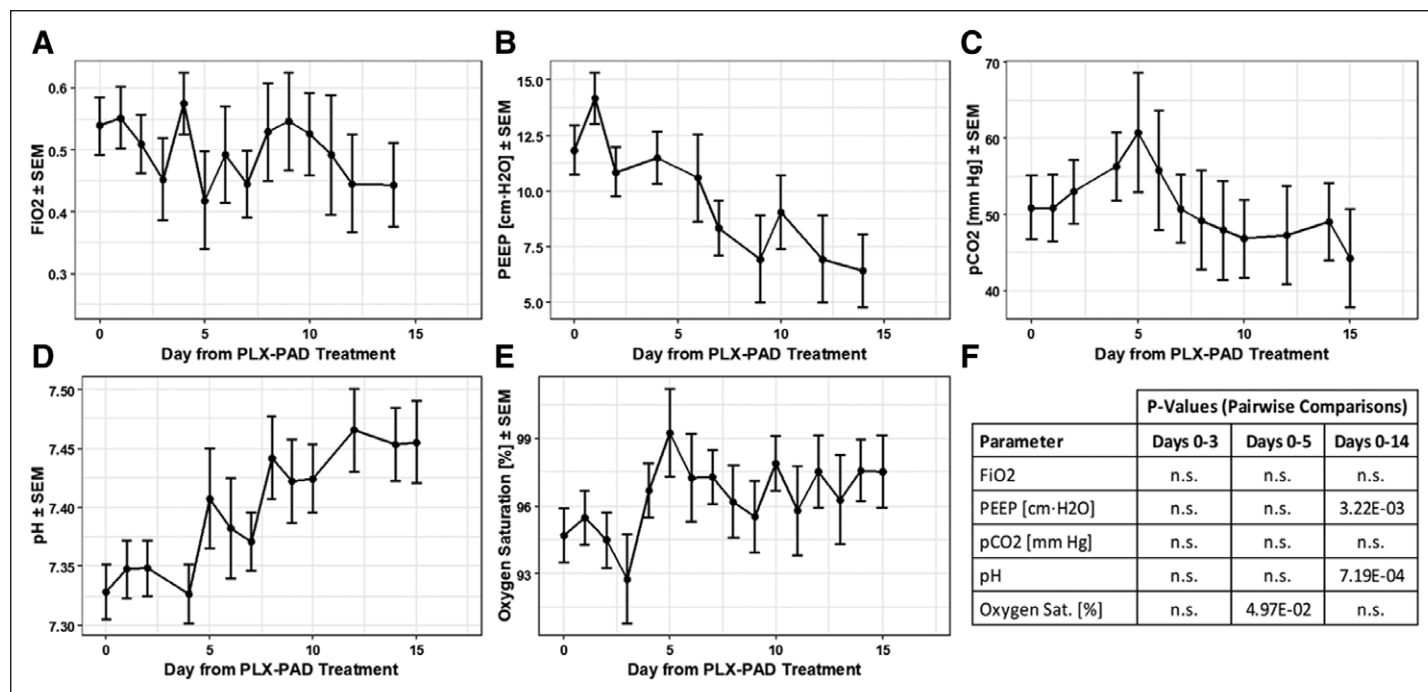 A
FiO2 ± SEM
0.6
0.5
0.4
0.3
0
5
10
15
Day from PLX-PAD Treatment
B
PEEP [cm·H2O] ± SEM
15.0
12.5
10.0
7.5
5.0
0
5
10
15
Day from PLX-PAD Treatment
C
pCO2 [mm Hg] ± SEM
70
60
50
40
0
5
10
15
Day from PLX-PAD Treatment
D
pH ± SEM
7.50
7.45
7.40
7.35
7.30
0
5
10
15
Day from PLX-PAD Treatment
E
Oxygen Saturation [%] ± SEM
99
96
93
0
5
10
15
Day from PLX-PAD Treatment
F
P-Values (Pairwise Comparisons)
Parameter Days 0-3 Days 0-5 Days 0-14
FiO2 n.s. n.s. n.s.
PEEP [cm·H2O] n.s. n.s. 3.22E-03
pCO2 [mm Hg] n.s. n.s. n.s.
pH n.s. n.s. 7.19E-04
Oxygen Sat. [%] n.s. 4.97E-02 n.s.